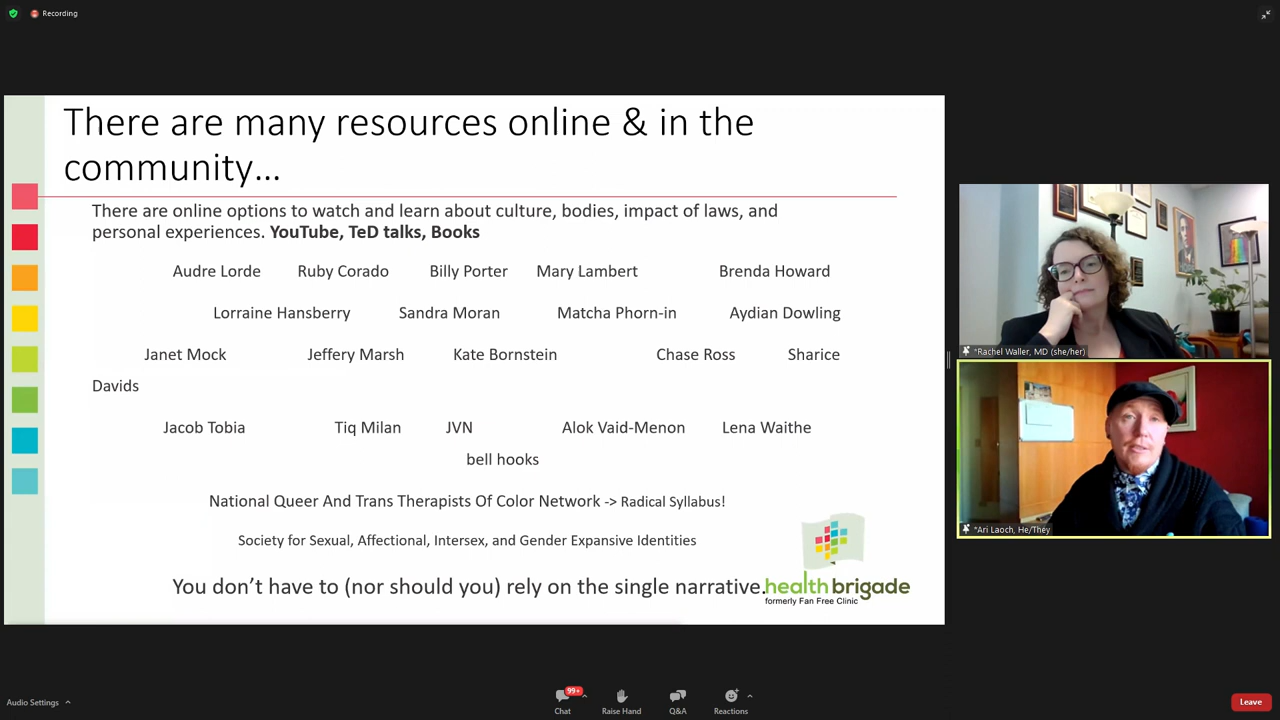 Recording
There are many resources online & in the
community...
There are online options to watch and learn about culture, bodies, impact of laws, and
personal experiences. YouTube, TeD talks, Books
Audre Lorde Ruby Corado Billy Porter Mary Lambert Brenda Howard
Lorraine Hansberry Sandra Moran Matcha Phorn-in Aydian Dowling
Janet Mock Jeffery Marsh Kate Bornstein Chase Ross Sharice
Davids
Jacob Tobia Tiq Milan JVN Alok Vaid-Menon Lena Waithe
bell hooks
National Queer And Trans Therapists Of Color Network -> Radical Syllabus!
Society for Sexual, Affectional, Intersex, and Gender Expansive Identities
You don’t have to (nor should you) rely on the single narrative.
healthbrigade
formerly Fan Free Clinic
*Rachel Waller, MD (she/her)
*Ari Laoch, He/They
Audio Settings
99+
Chat
Raise Hand
Q&A
Reactions
Leave